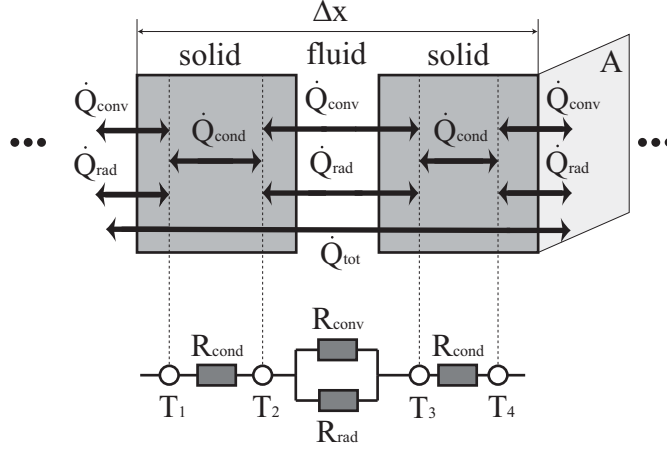 Δx
solid fluid solid
A
Q̇conv Q̇conv Q̇conv
Q̇cond Q̇cond
Q̇rad Q̇rad Q̇rad
Q̇tot
Rconv
Rcond Rcond
T1 T2 T3 T4
Rrad